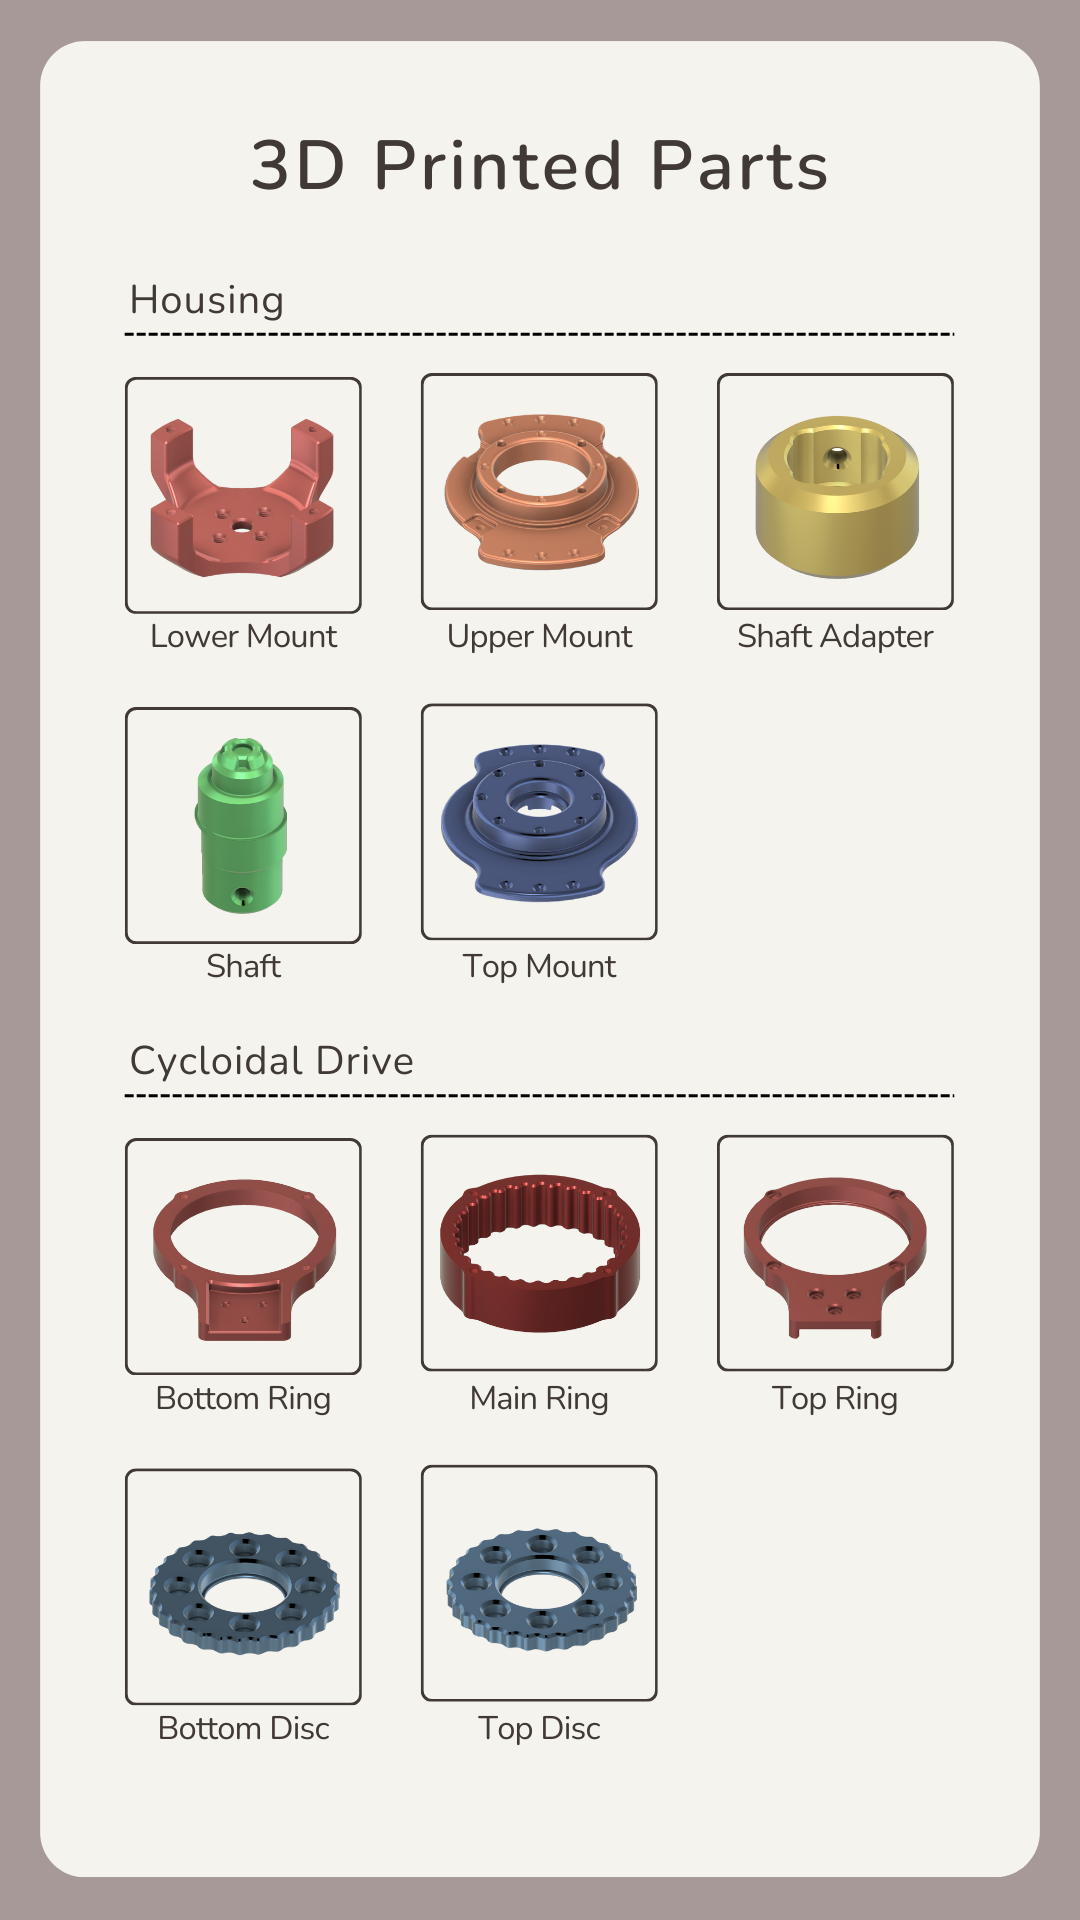 3D Printed Parts
Housing
Lower Mount
Upper Mount
Shaft Adapter
Shaft
Top Mount
Cycloidal Drive
Bottom Ring
Main Ring
Top Ring
Bottom Disc
Top Disc